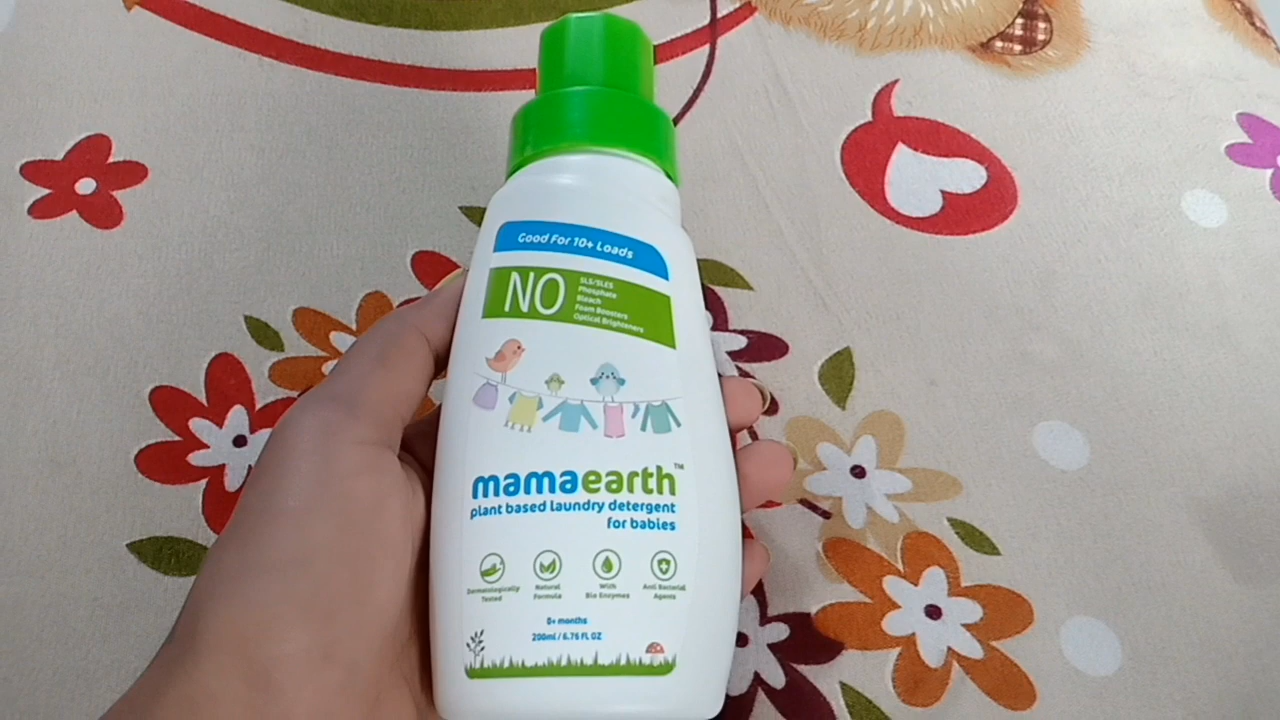 Good For 10+ Loads
NO
SLS/SLES
Phosphate
Bleach
Foam Boosters
Optical Brighteners
mamaearth™
plant based laundry detergent
for babies
Dermatologically Tested
Natural Formula
With Bio Enzymes
Anti Bacterial Agents
0+ months
200ml / 6.76 FL OZ